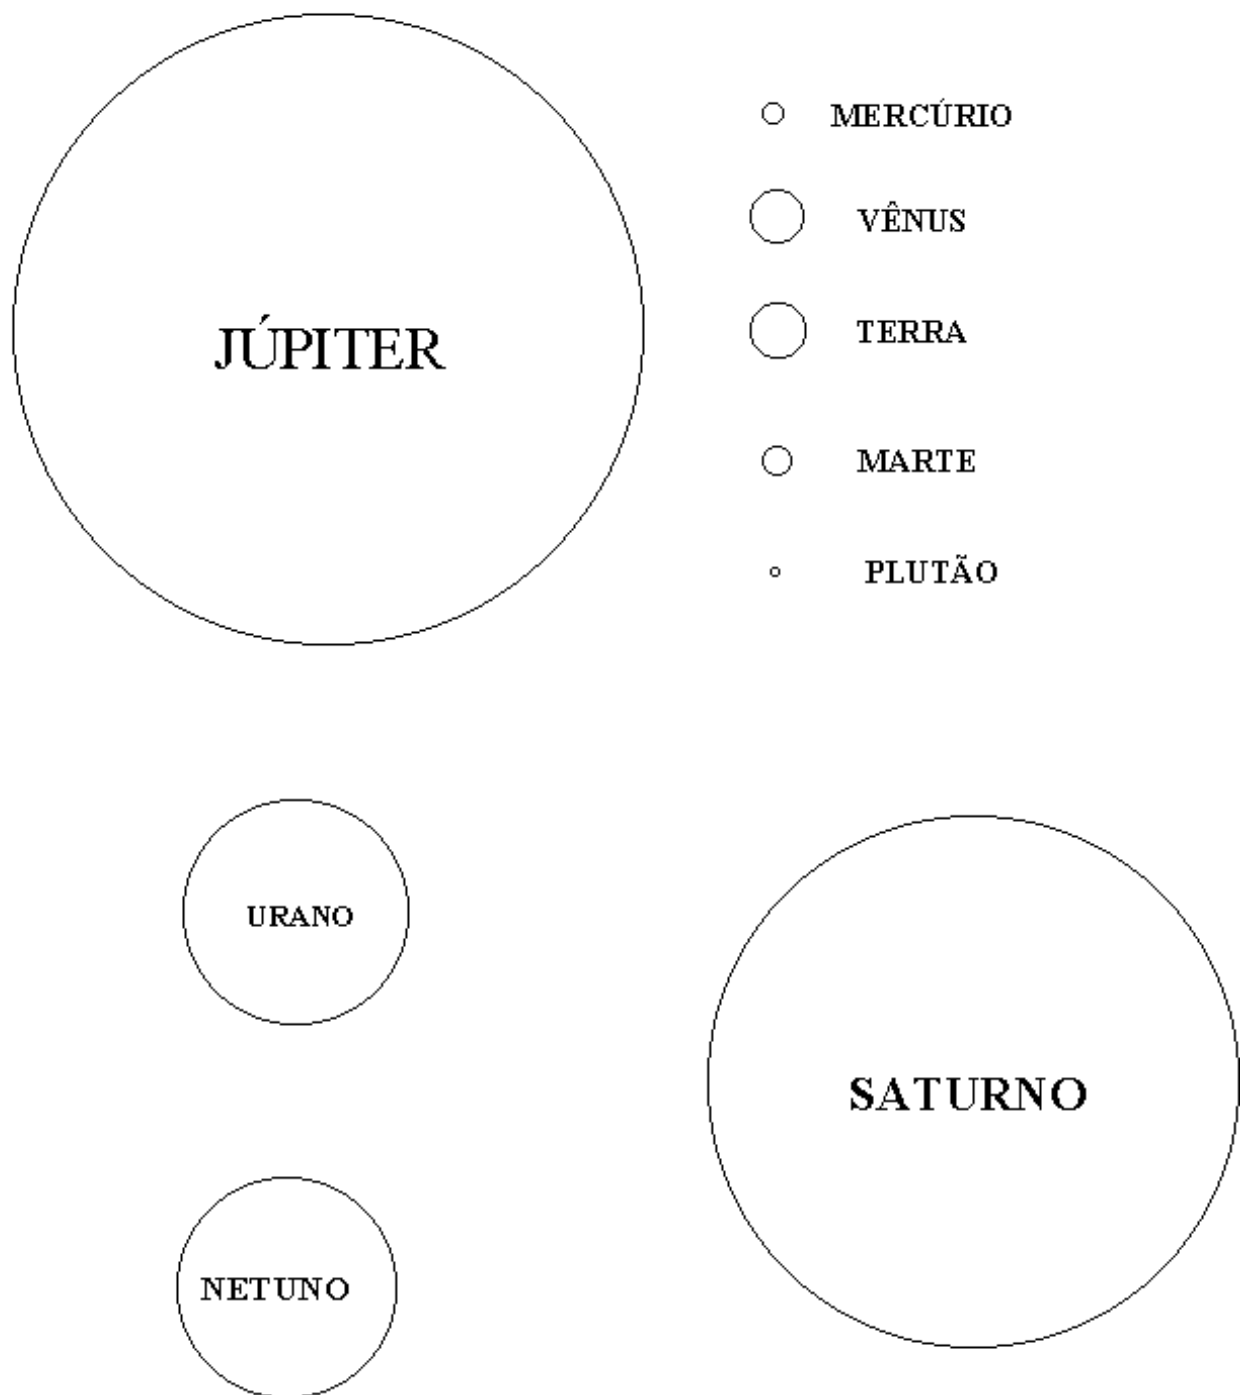 JÚPITER
MERCÚRIO
VÊNUS
TERRA
MARTE
PLUTÃO
URANO
SATURNO
NETUNO